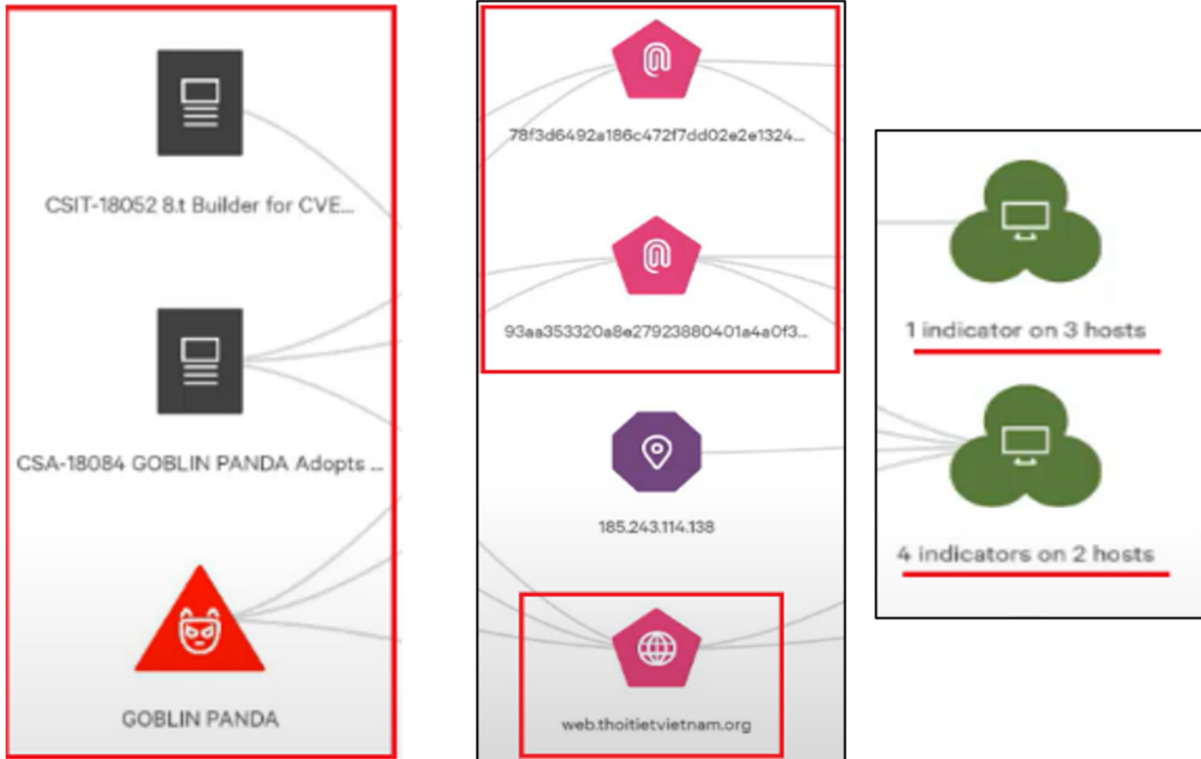 CSIT-18052 8.t Builder for CVE...
CSA-18084 GOBLIN PANDA Adopts ...
GOBLIN PANDA
78f3d6492a186c472f7dd02e2e1324...
93aa353320a8e27923880401a4a0f3...
185.243.114.138
web.thoitietvietnam.org
1 indicator on 3 hosts
4 indicators on 2 hosts